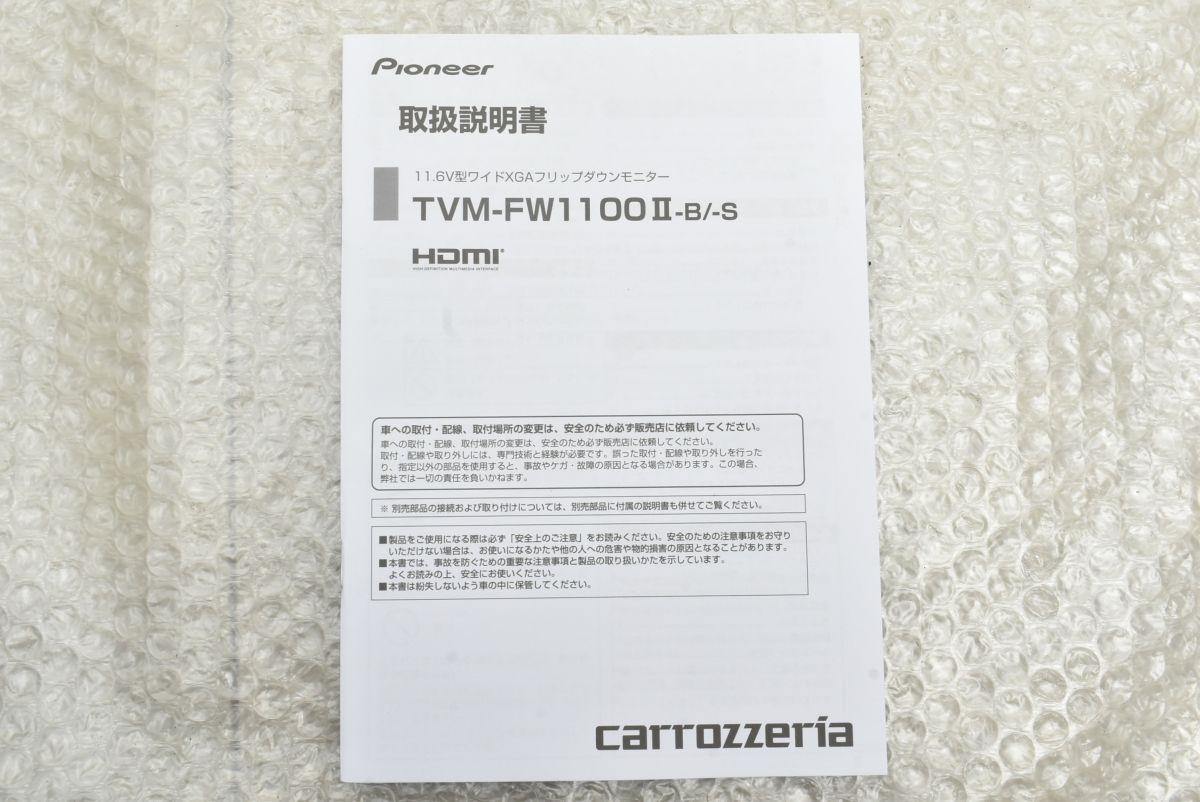 Pioneer
取扱説明書
11.6V型ワイドXGAフリップダウンモニター
TVM-FW1100Ⅱ-B/-S
HDMI®
HIGH-DEFINITION MULTIMEDIA INTERFACE
車への取付・配線、取付場所の変更は、安全のため必ず販売店に依頼してください。
車への取付・配線、取付場所の変更は、安全のため必ず販売店に依頼してください。
取付・配線や取り外しには、専門技術と経験が必要です。誤った取付・配線や取り外しを行った
り、指定以外の部品を使用すると、事故やケガ・故障の原因となる場合があります。この場合、
弊社では一切の責任を負いかねます。
※ 別売部品の接続および取り付けについては、別売部品に付属の説明書も併せてご覧ください。
■製品をご使用になる際は必ず「安全上のご注意」をお読みください。安全のための注意事項をお守り
いただけない場合は、お使いになるかたや他の人への危害や物的損害の原因となることがあります。
■本書では、事故を防ぐための重要な注意事項と製品の取り扱いかたを示しています。
よくお読みの上、安全にお使いください。
■本書は紛失しないよう車の中に保管してください。
carrozzeria